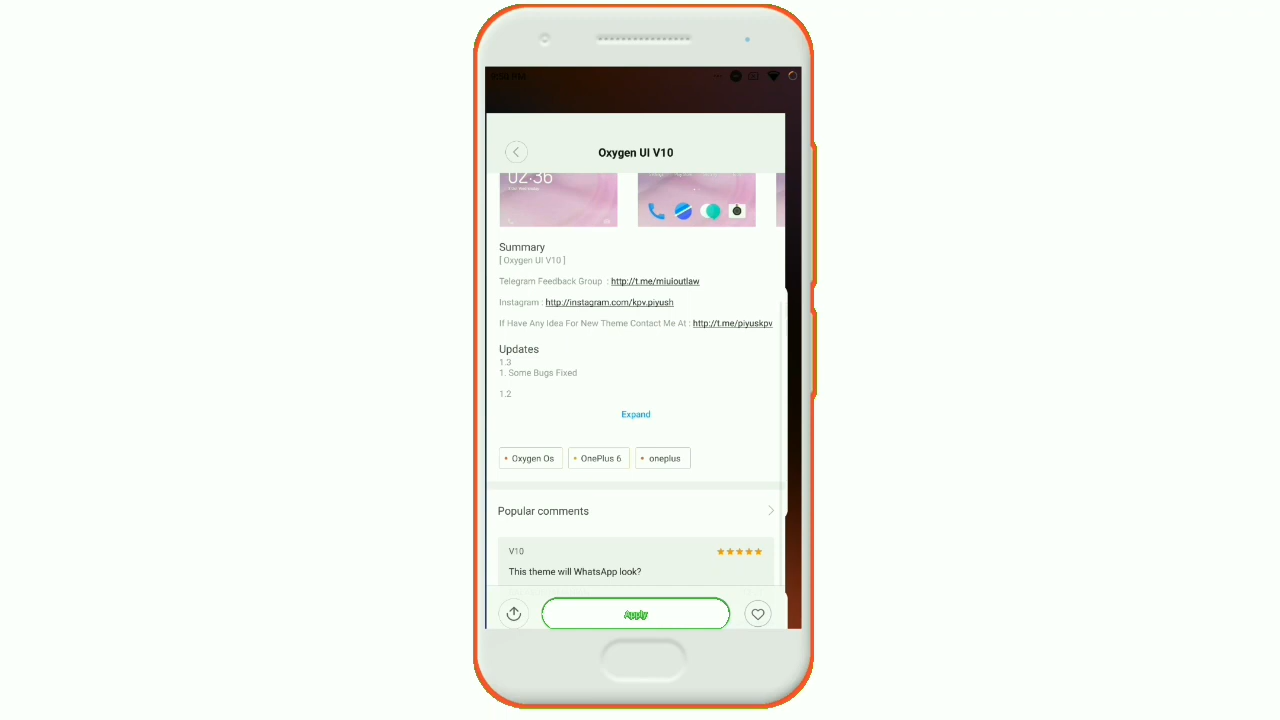 Oxygen UI V10
02:36
Summary
[ Oxygen UI V10 ]
Telegram Feedback Group : http://t.me/miuioutlaw
Instagram : http://instagram.com/kpv.piyush
If Have Any Idea For New Theme Contact Me At : http://t.me/piyuskpv
Updates
1.3
1. Some Bugs Fixed
1.2
Expand
• Oxygen Os • OnePlus 6 • oneplus
Popular comments
V10
This theme will WhatsApp look?
Apply